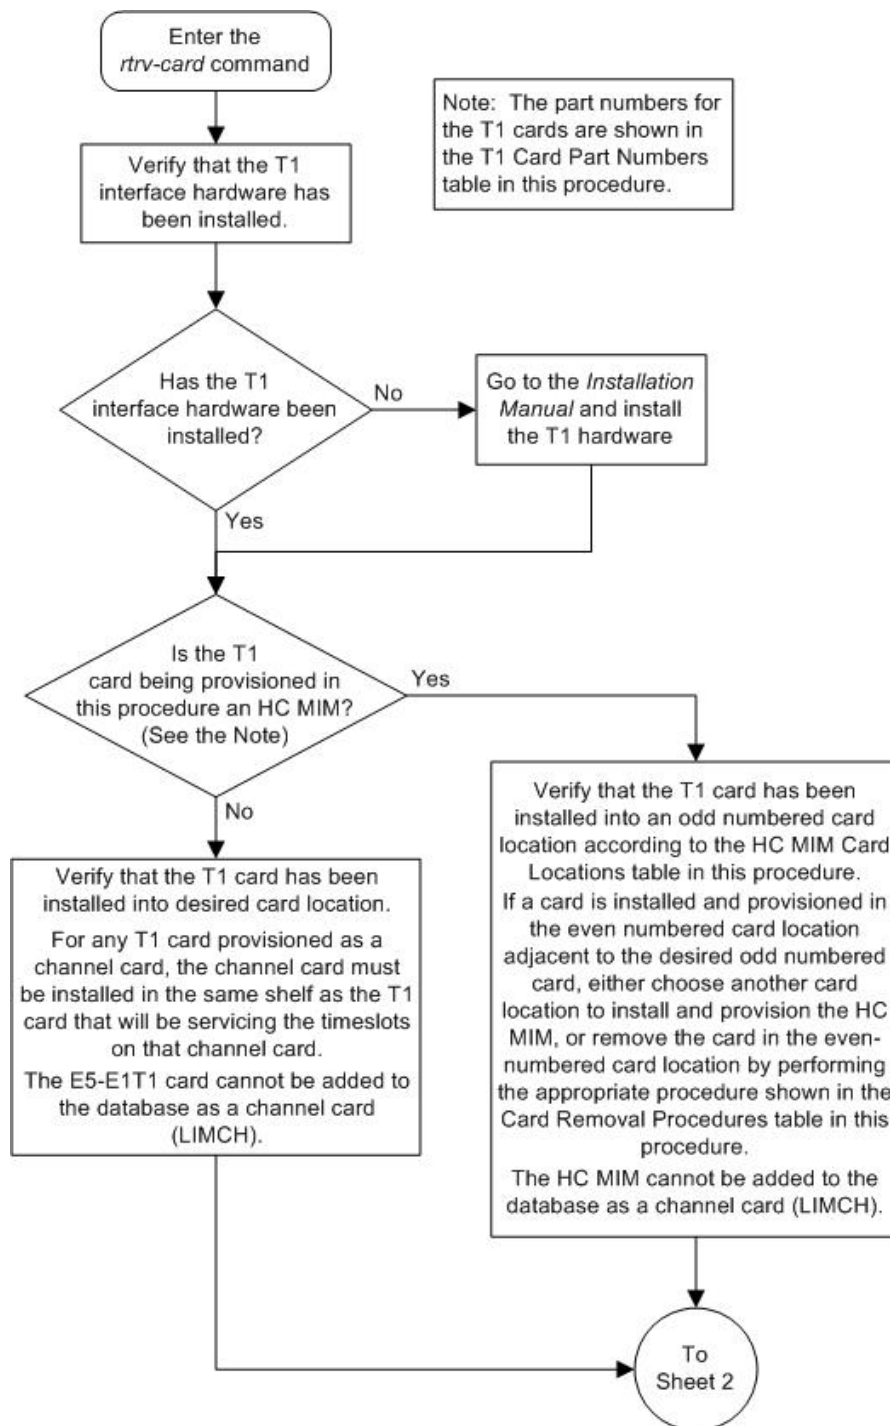 Enter the
rtrv-card command
Note: The part numbers for
the T1 cards are shown in
the T1 Card Part Numbers
table in this procedure.
Verify that the T1
interface hardware has
been installed.
Has the T1
interface hardware been
installed?
No
Go to the Installation
Manual and install
the T1 hardware
Yes
Is the T1
card being provisioned in
this procedure an HC MIM?
(See the Note)
Yes
No
Verify that the T1 card has been
installed into desired card location.
For any T1 card provisioned as a
channel card, the channel card must
be installed in the same shelf as the T1
card that will be servicing the timeslots
on that channel card.
The E5-E1T1 card cannot be added to
the database as a channel card
(LIMCH).
Verify that the T1 card has been
installed into an odd numbered card
location according to the HC MIM Card
Locations table in this procedure.
If a card is installed and provisioned in
the even numbered card location
adjacent to the desired odd numbered
card, either choose another card
location to install and provision the HC
MIM, or remove the card in the even-
numbered card location by performing
the appropriate procedure shown in the
Card Removal Procedures table in this
procedure.
The HC MIM cannot be added to the
database as a channel card (LIMCH).
To
Sheet 2